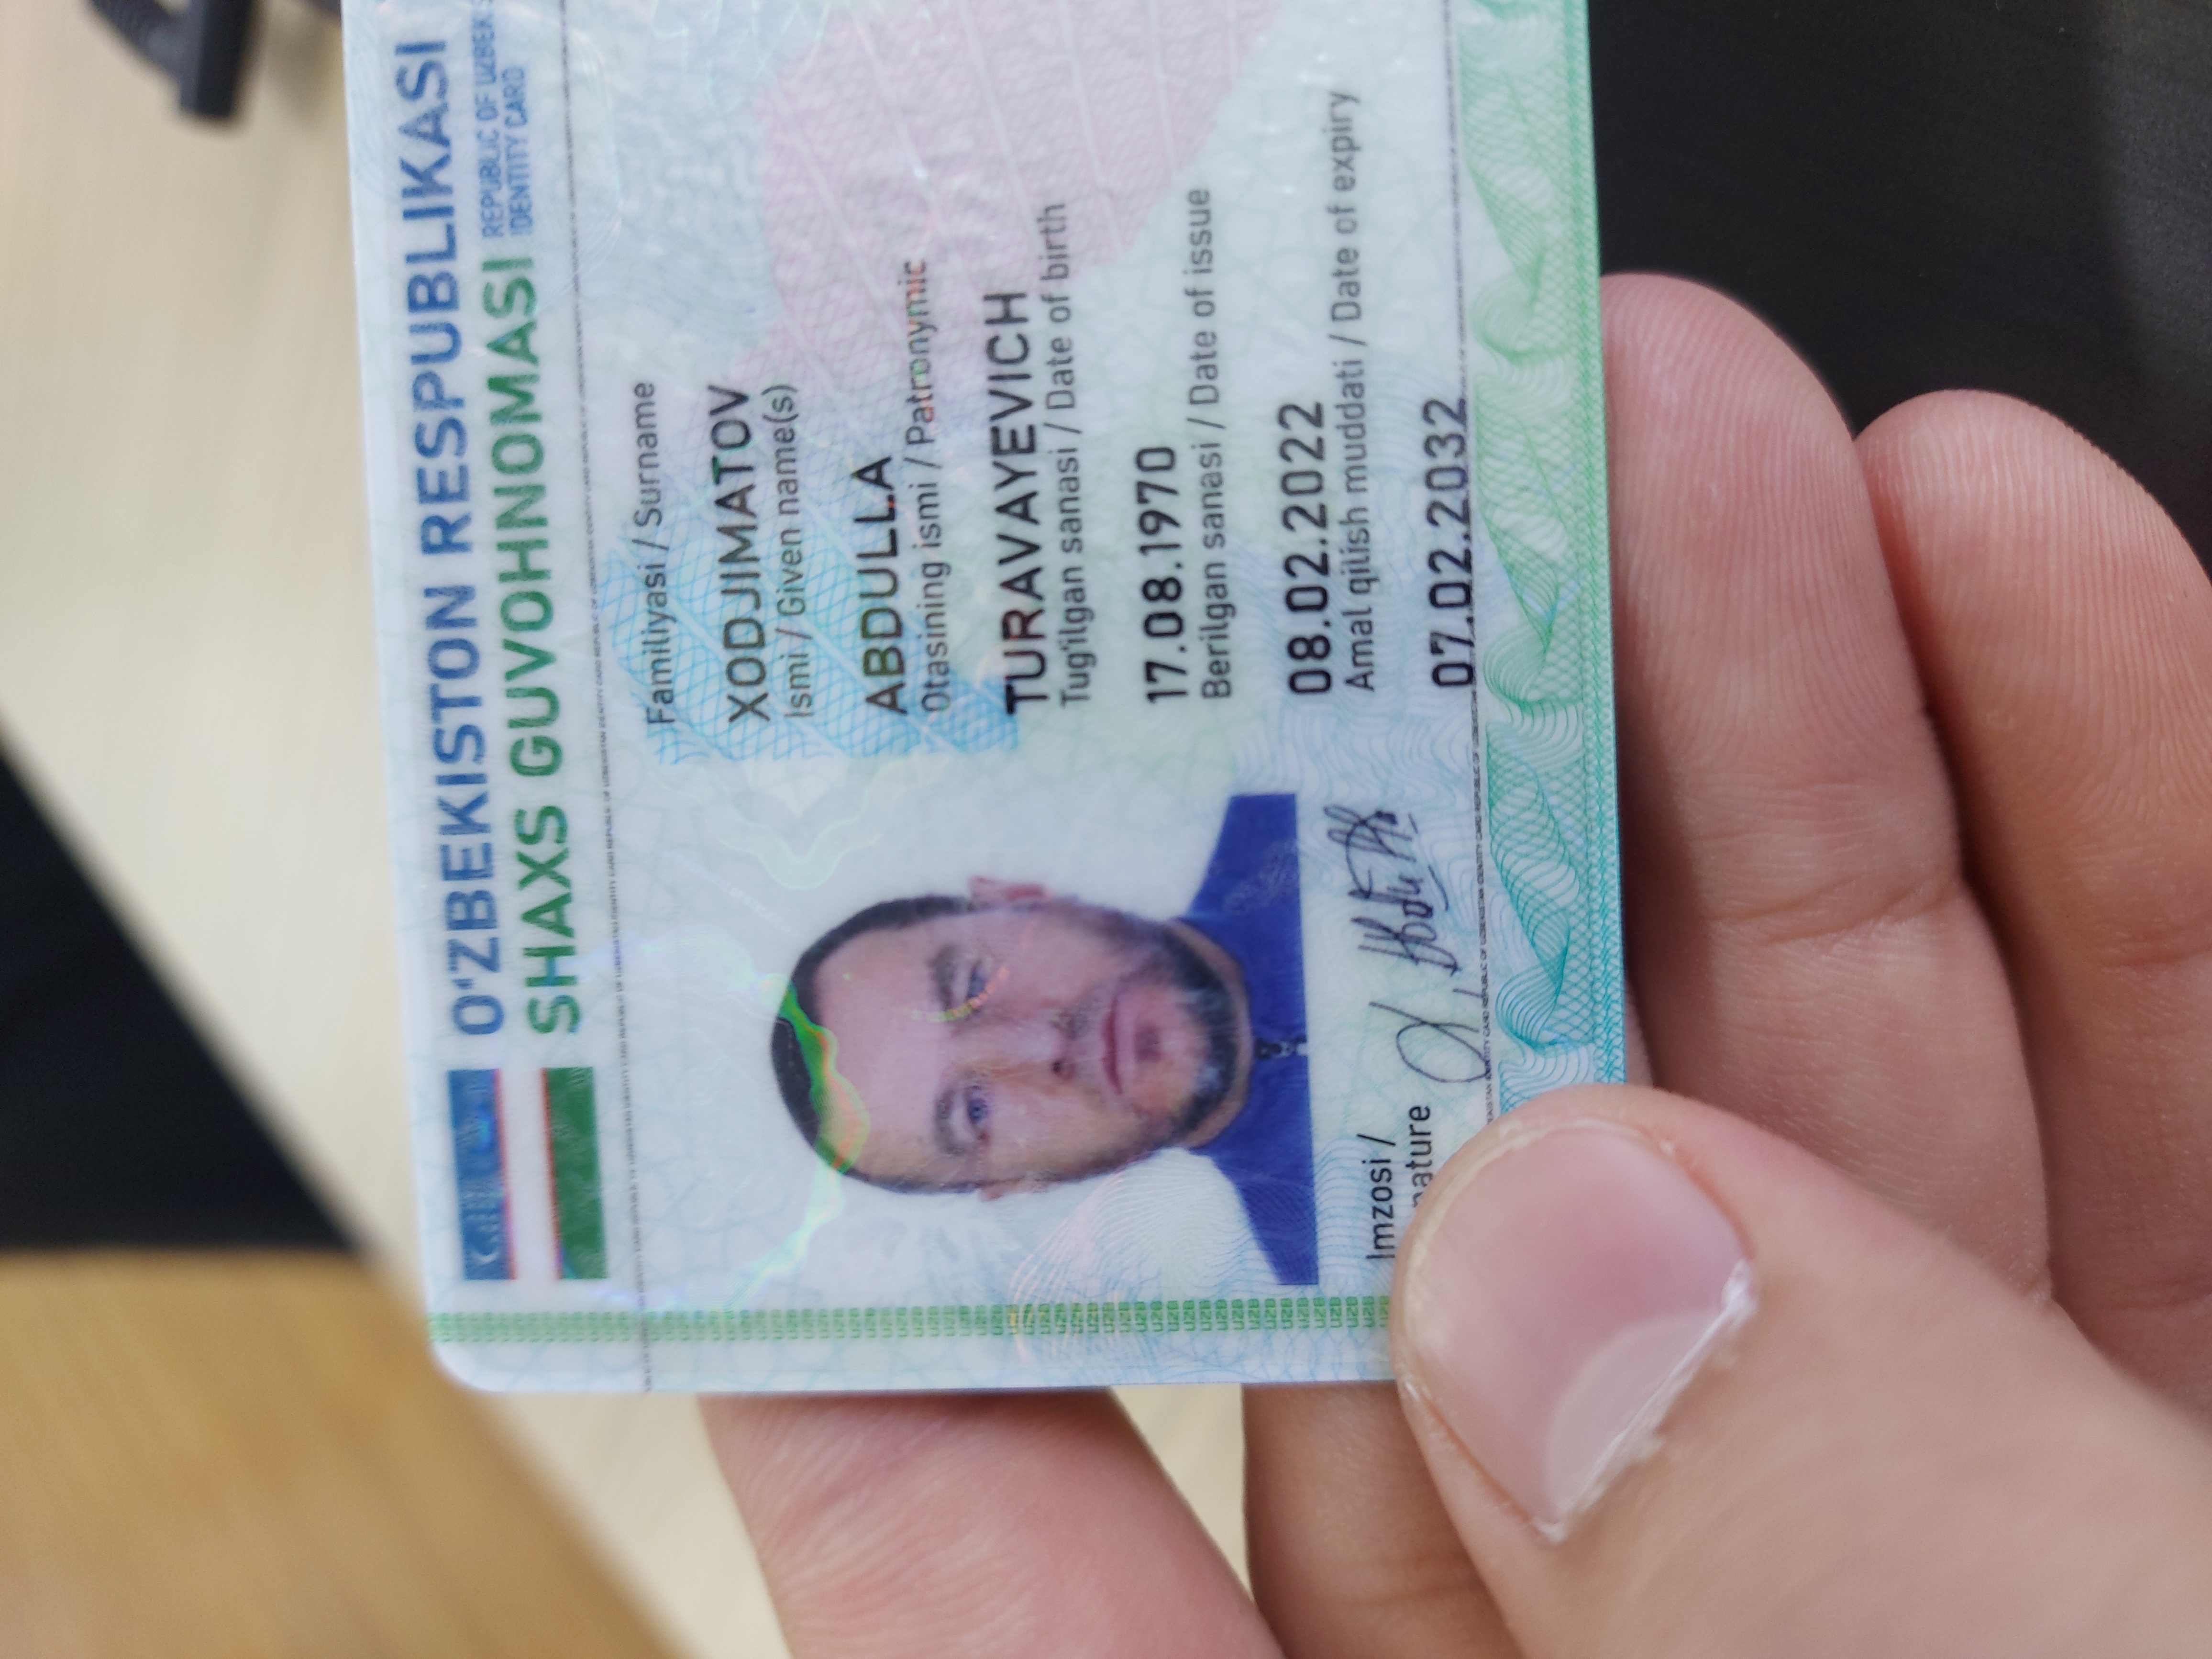 O'ZBEKISTON RESPUBLIKASI
SHAXS GUVOHNOMASI
REPUBLIC OF UZBEK
IDENTITY CARD
Familiyasi / Surname
XODJIMATOV
Ismi / Given name(s)
ABDULLA
Otasining ismi / Patronymic
TURAVAYEVICH
Tug'ilgan sanasi / Date of birth
17.08.1970
Berilgan sanasi / Date of issue
08.02.2022
Amal qilish muddati / Date of expiry
07.02.2032
Imzosi /
nature